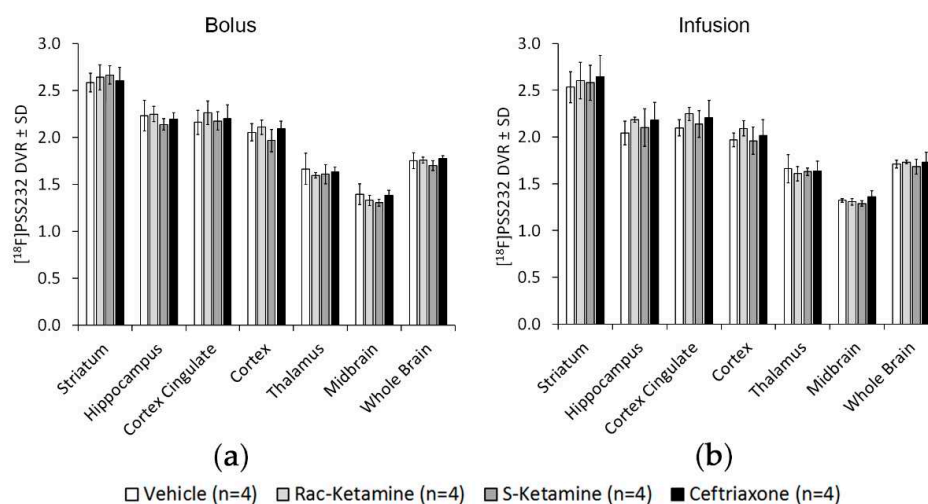 Bolus
[¹⁸F]PSS232 DVR ± SD
3.0
2.5
2.0
1.5
1.0
0.5
0.0
Striatum
Hippocampus
Cortex Cingulate
Cortex
Thalamus
Midbrain
Whole Brain
(a)
Infusion
[¹⁸F]PSS232 DVR ± SD
3.0
2.5
2.0
1.5
1.0
0.5
0.0
Striatum
Hippocampus
Cortex Cingulate
Cortex
Thalamus
Midbrain
Whole Brain
(b)
Vehicle (n=4) Rac-Ketamine (n=4) S-Ketamine (n=4) Ceftriaxone (n=4)